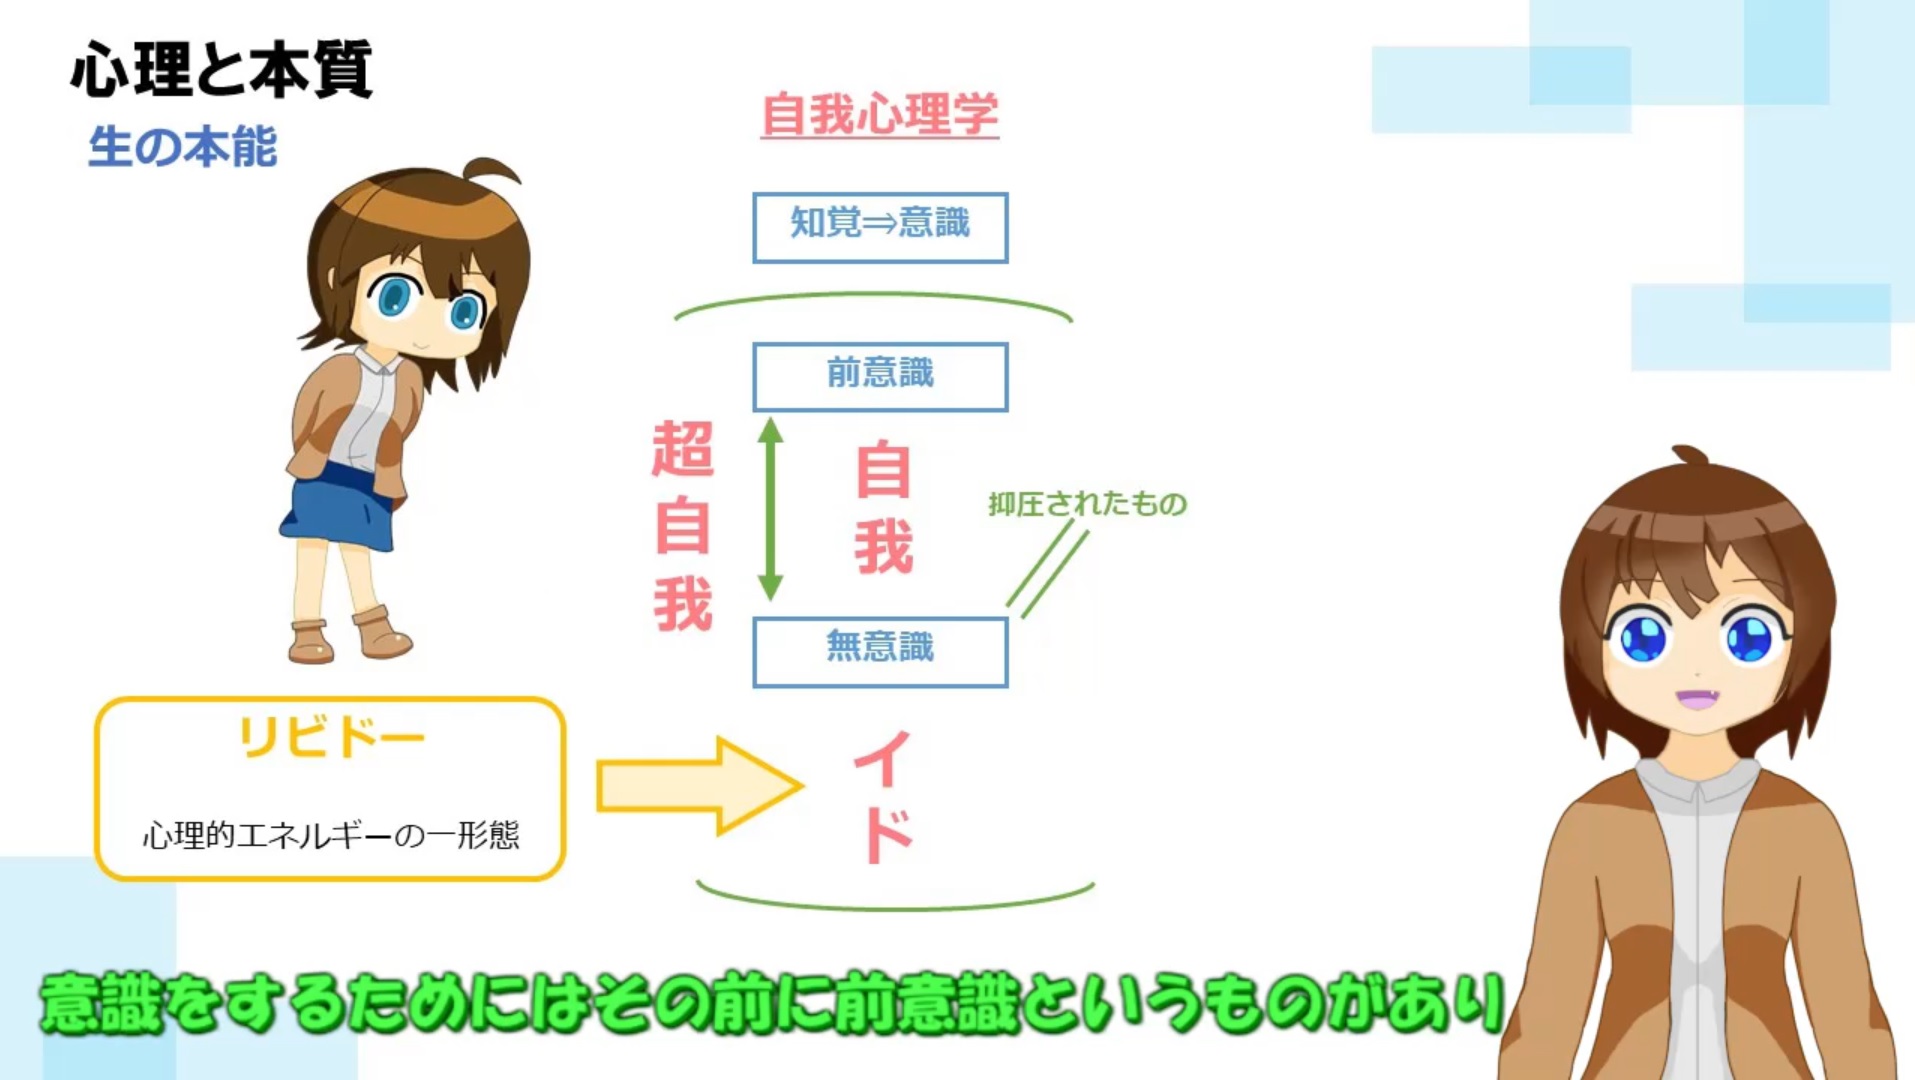 心理と本質
生の本能
自我心理学
知覚⇒意識
前意識
超自我
自我
抑圧されたもの
無意識
リビドー
心理的エネルギーの一形態
イド
意識をするためにはその前に前意識というものがあり